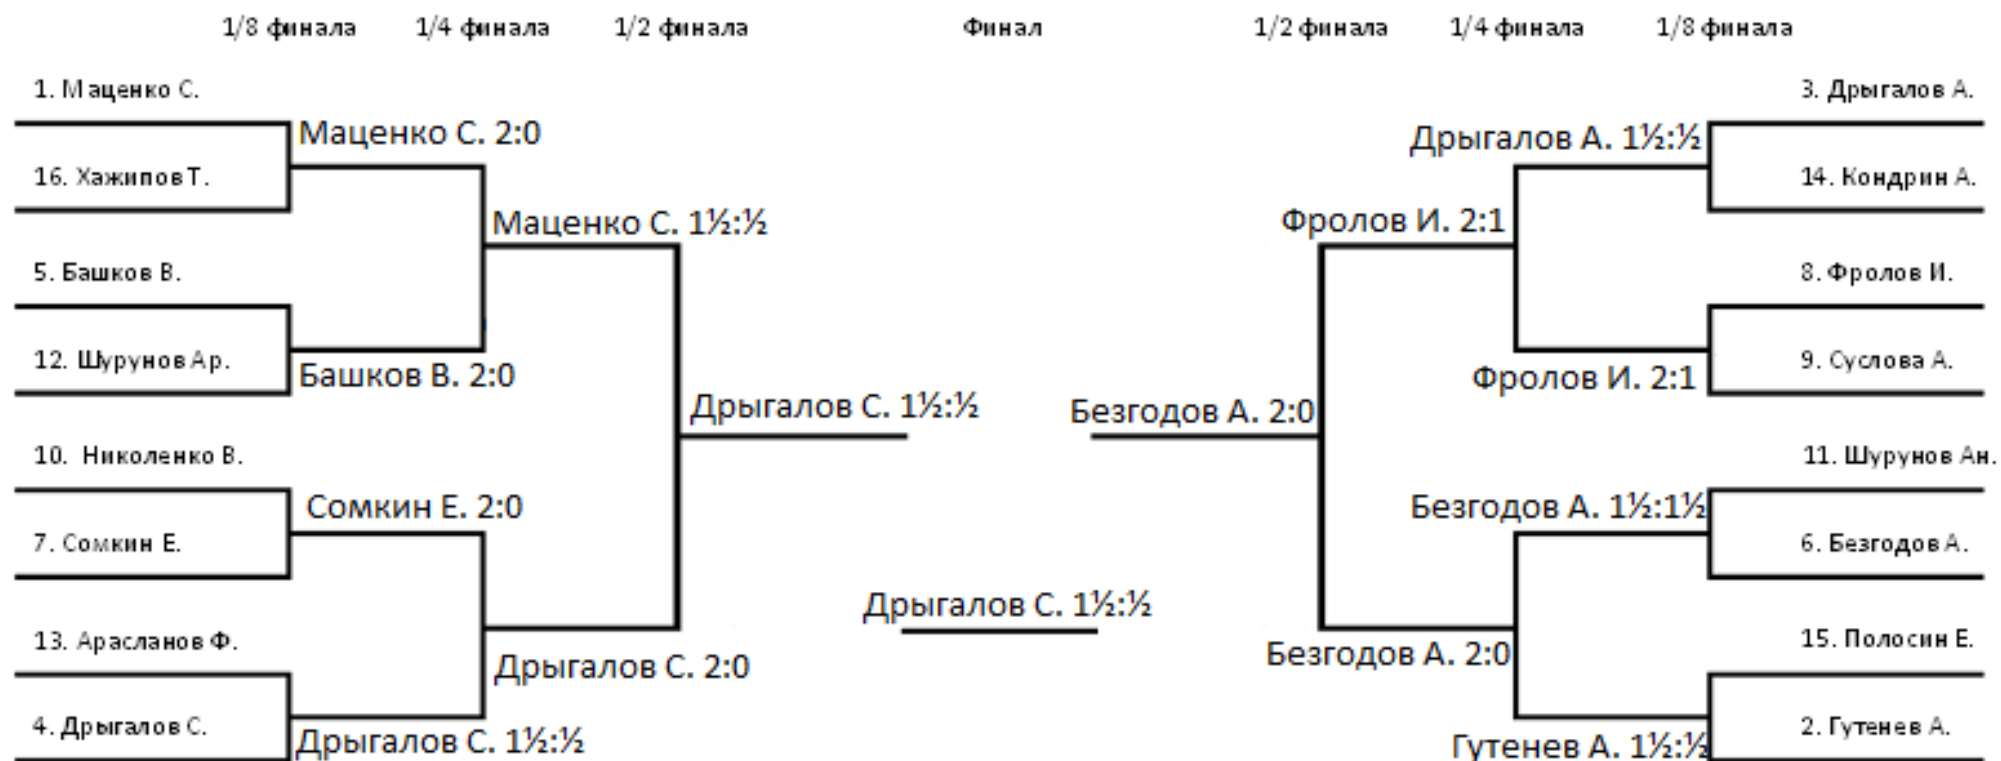 1/8 финала 1/4 финала 1/2 финала Финал 1/2 финала 1/4 финала 1/8 финала
1. Маценко С.
3. Дрыгалов А.
Маценко С. 2:0
Дрыгалов А. 1½:½
16. Хажипов Т.
14. Кондрин А.
Маценко С. 1½:½
Фролов И. 2:1
5. Башков В.
8. Фролов И.
12. Шурунов Ар.
9. Суслова А.
Башков В. 2:0
Фролов И. 2:1
Дрыгалов С. 1½:½
Безгодов А. 2:0
10. Николенко В.
11. Шурунов Ан.
Сомкин Е. 2:0
Безгодов А. 1½:1½
7. Сомкин Е.
6. Безгодов А.
Дрыгалов С. 1½:½
13. Арасланов Ф.
15. Полосин Е.
Дрыгалов С. 2:0
Безгодов А. 2:0
4. Дрыгалов С.
2. Гутенев А.
Дрыгалов С. 1½:½
Гутенев А. 1½:½